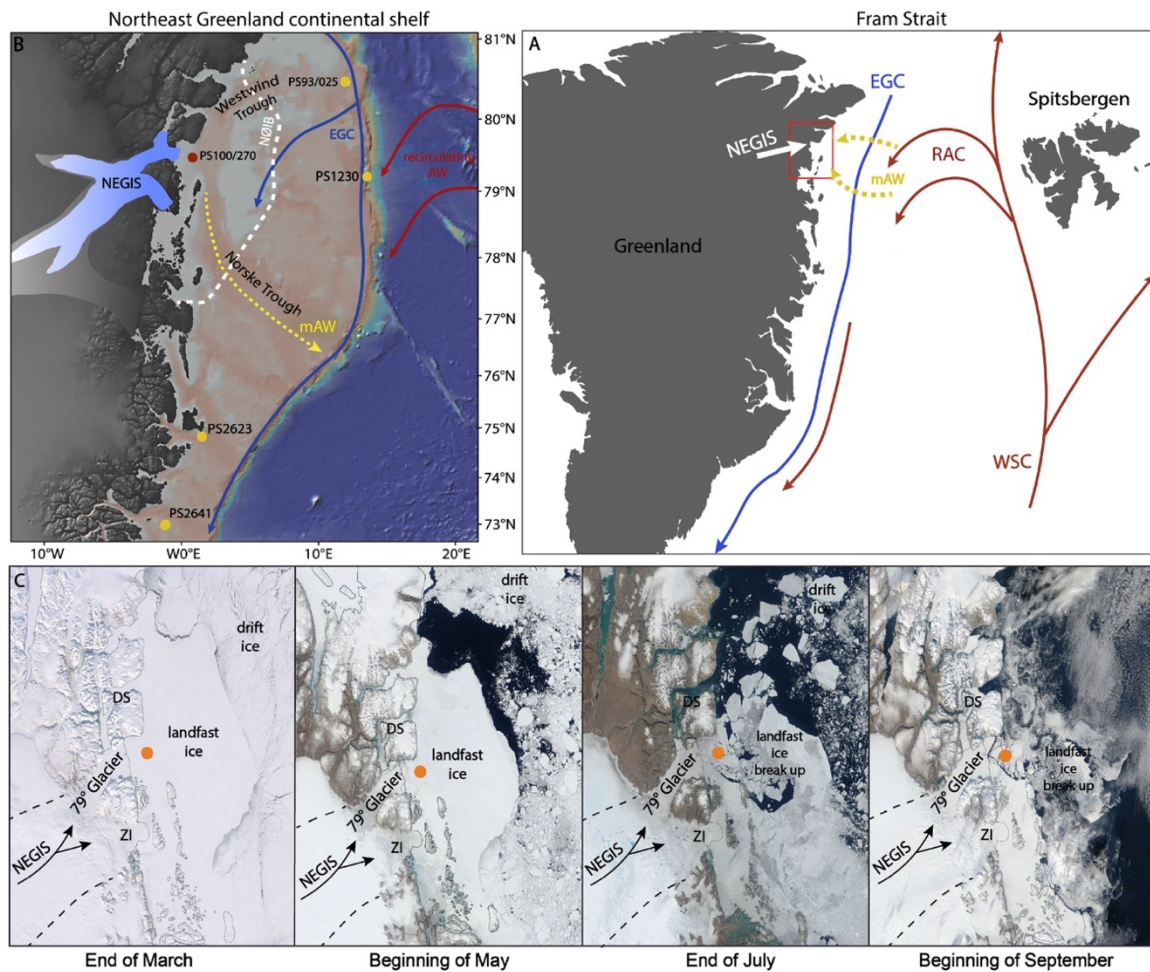 Northeast Greenland continental shelf
Fram Strait
B
81°N
80°N
79°N
78°N
77°N
76°N
75°N
74°N
73°N
PS93/025
Westwind
Trough
NØIB
EGC
PS100/270
NEGIS
recirculating
AW
PS1230
Norske Trough
mAW
PS2623
PS2641
10°W
W0°E
10°E
20°E
A
EGC
Spitsbergen
NEGIS
RAC
mAW
Greenland
WSC
C
drift
ice
DS
landfast
ice
79° Glacier
ZI
NEGIS
End of March
drift
ice
DS
landfast
ice
79° Glacier
ZI
NEGIS
Beginning of May
drift
ice
DS
landfast
ice
break up
79° Glacier
ZI
NEGIS
End of July
DS
landfast
ice
break up
79° Glacier
ZI
NEGIS
Beginning of September